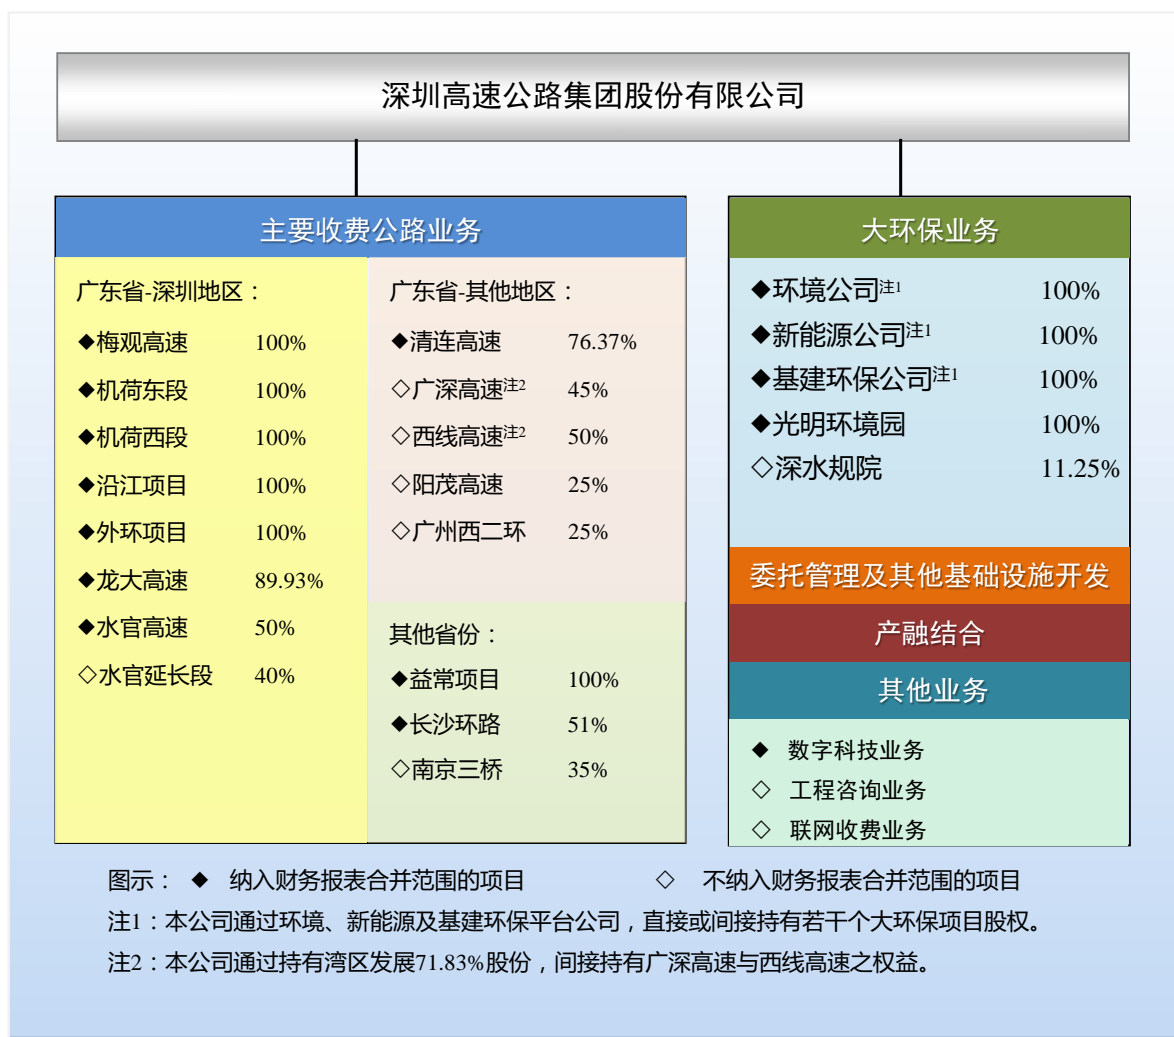 深圳高速公路集团股份有限公司
主要收费公路业务
广东省-深圳地区：
◆梅观高速 100%
◆机荷东段 100%
◆机荷西段 100%
◆沿江项目 100%
◆外环项目 100%
◆龙大高速 89.93%
◆水官高速 50%
◇水官延长段 40%
广东省-其他地区：
◆清连高速 76.37%
◇广深高速注2 45%
◇西线高速注2 50%
◇阳茂高速 25%
◇广州西二环 25%
其他省份：
◆益常项目 100%
◆长沙环路 51%
◇南京三桥 35%
大环保业务
◆环境公司注1 100%
◆新能源公司注1 100%
◆基建环保公司注1 100%
◆光明环境园 100%
◇深水规院 11.25%
委托管理及其他基础设施开发
产融结合
其他业务
◆ 数字科技业务
◇ 工程咨询业务
◇ 联网收费业务
图示：◆ 纳入财务报表合并范围的项目 ◇ 不纳入财务报表合并范围的项目
注1：本公司通过环境、新能源及基建环保平台公司，直接或间接持有若干个大环保项目股权。
注2：本公司通过持有湾区发展71.83%股份，间接持有广深高速与西线高速之权益。